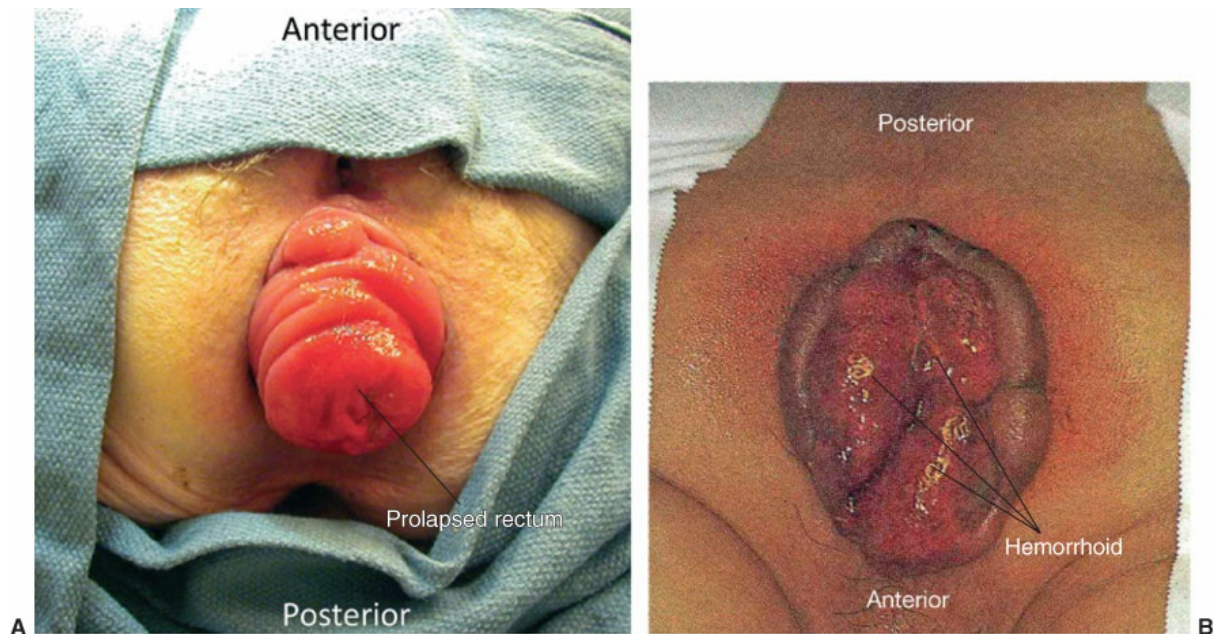 Anterior
Prolapsed rectum
Posterior
A
Posterior
Hemorrhoid
Anterior
B